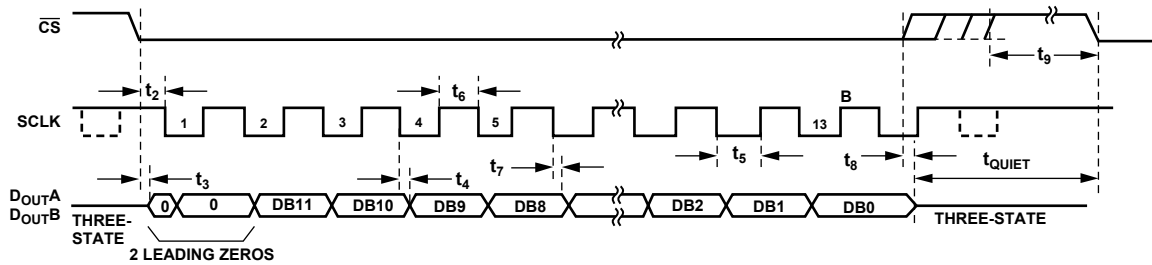 CS
t9
t2
t6
B
SCLK
1 2 3 4 5 13
t5
t8
tQUIET
t3
t4
t7
DOUTA
DOUTB
0 0 DB11 DB10 DB9 DB8 DB2 DB1 DB0
THREE-STATE
THREE-
STATE
2 LEADING ZEROS